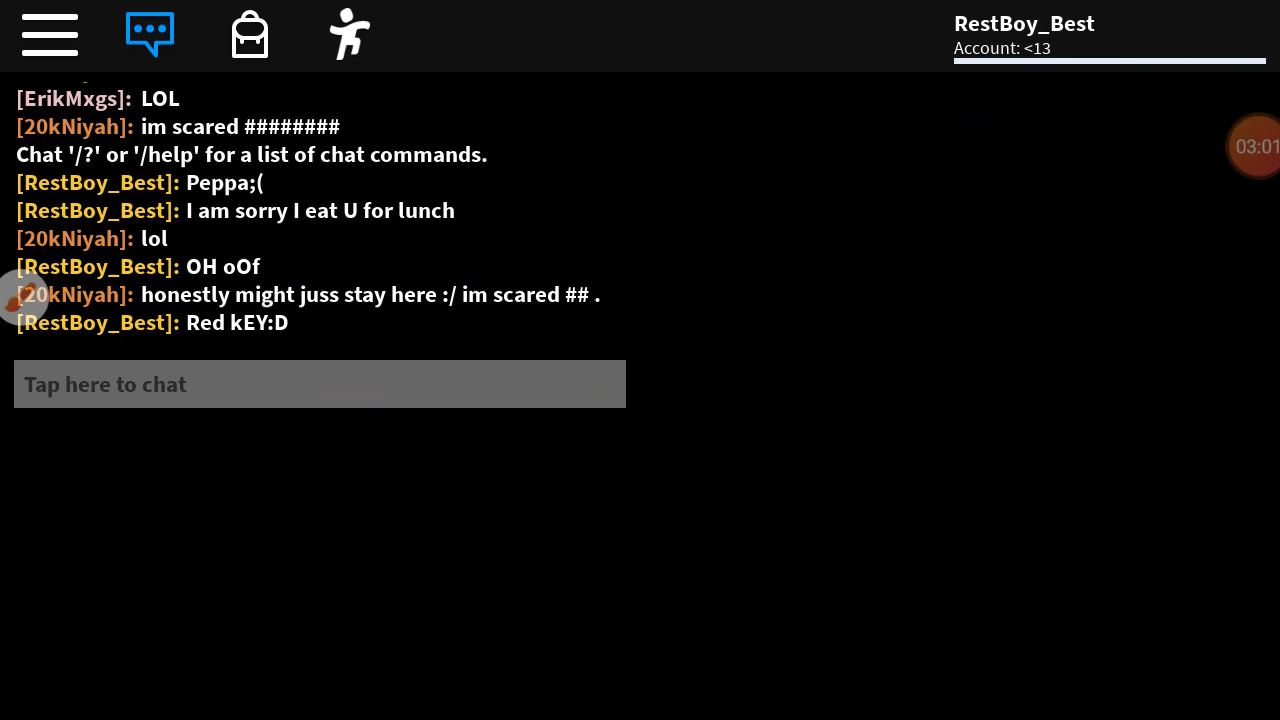 RestBoy_Best
Account: <13
[ErikMxgs]: LOL
[20kNiyah]: im scared ########
Chat '/?' or '/help' for a list of chat commands.
[RestBoy_Best]: Peppa;(
[RestBoy_Best]: I am sorry I eat U for lunch
[20kNiyah]: lol
[RestBoy_Best]: OH oOf
[20kNiyah]: honestly might juss stay here :/ im scared ## .
[RestBoy_Best]: Red kEY:D
Tap here to chat
03:01